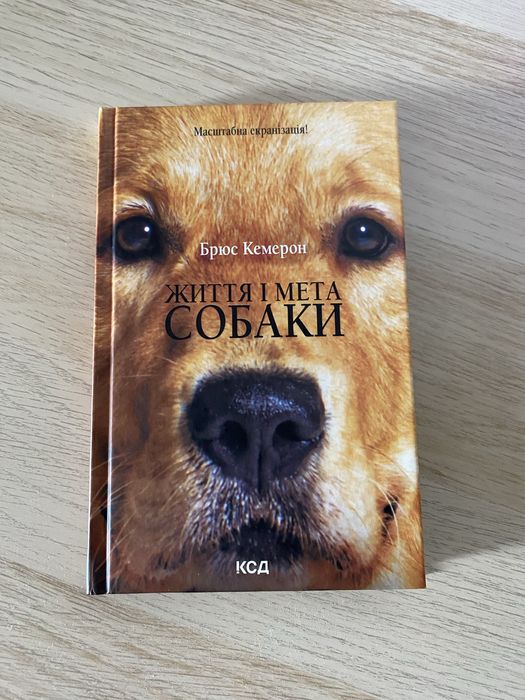 Масштабна екранізація!
Брюс Кемерон
ЖИТТЯ І МЕТА
СОБАКИ
КСД